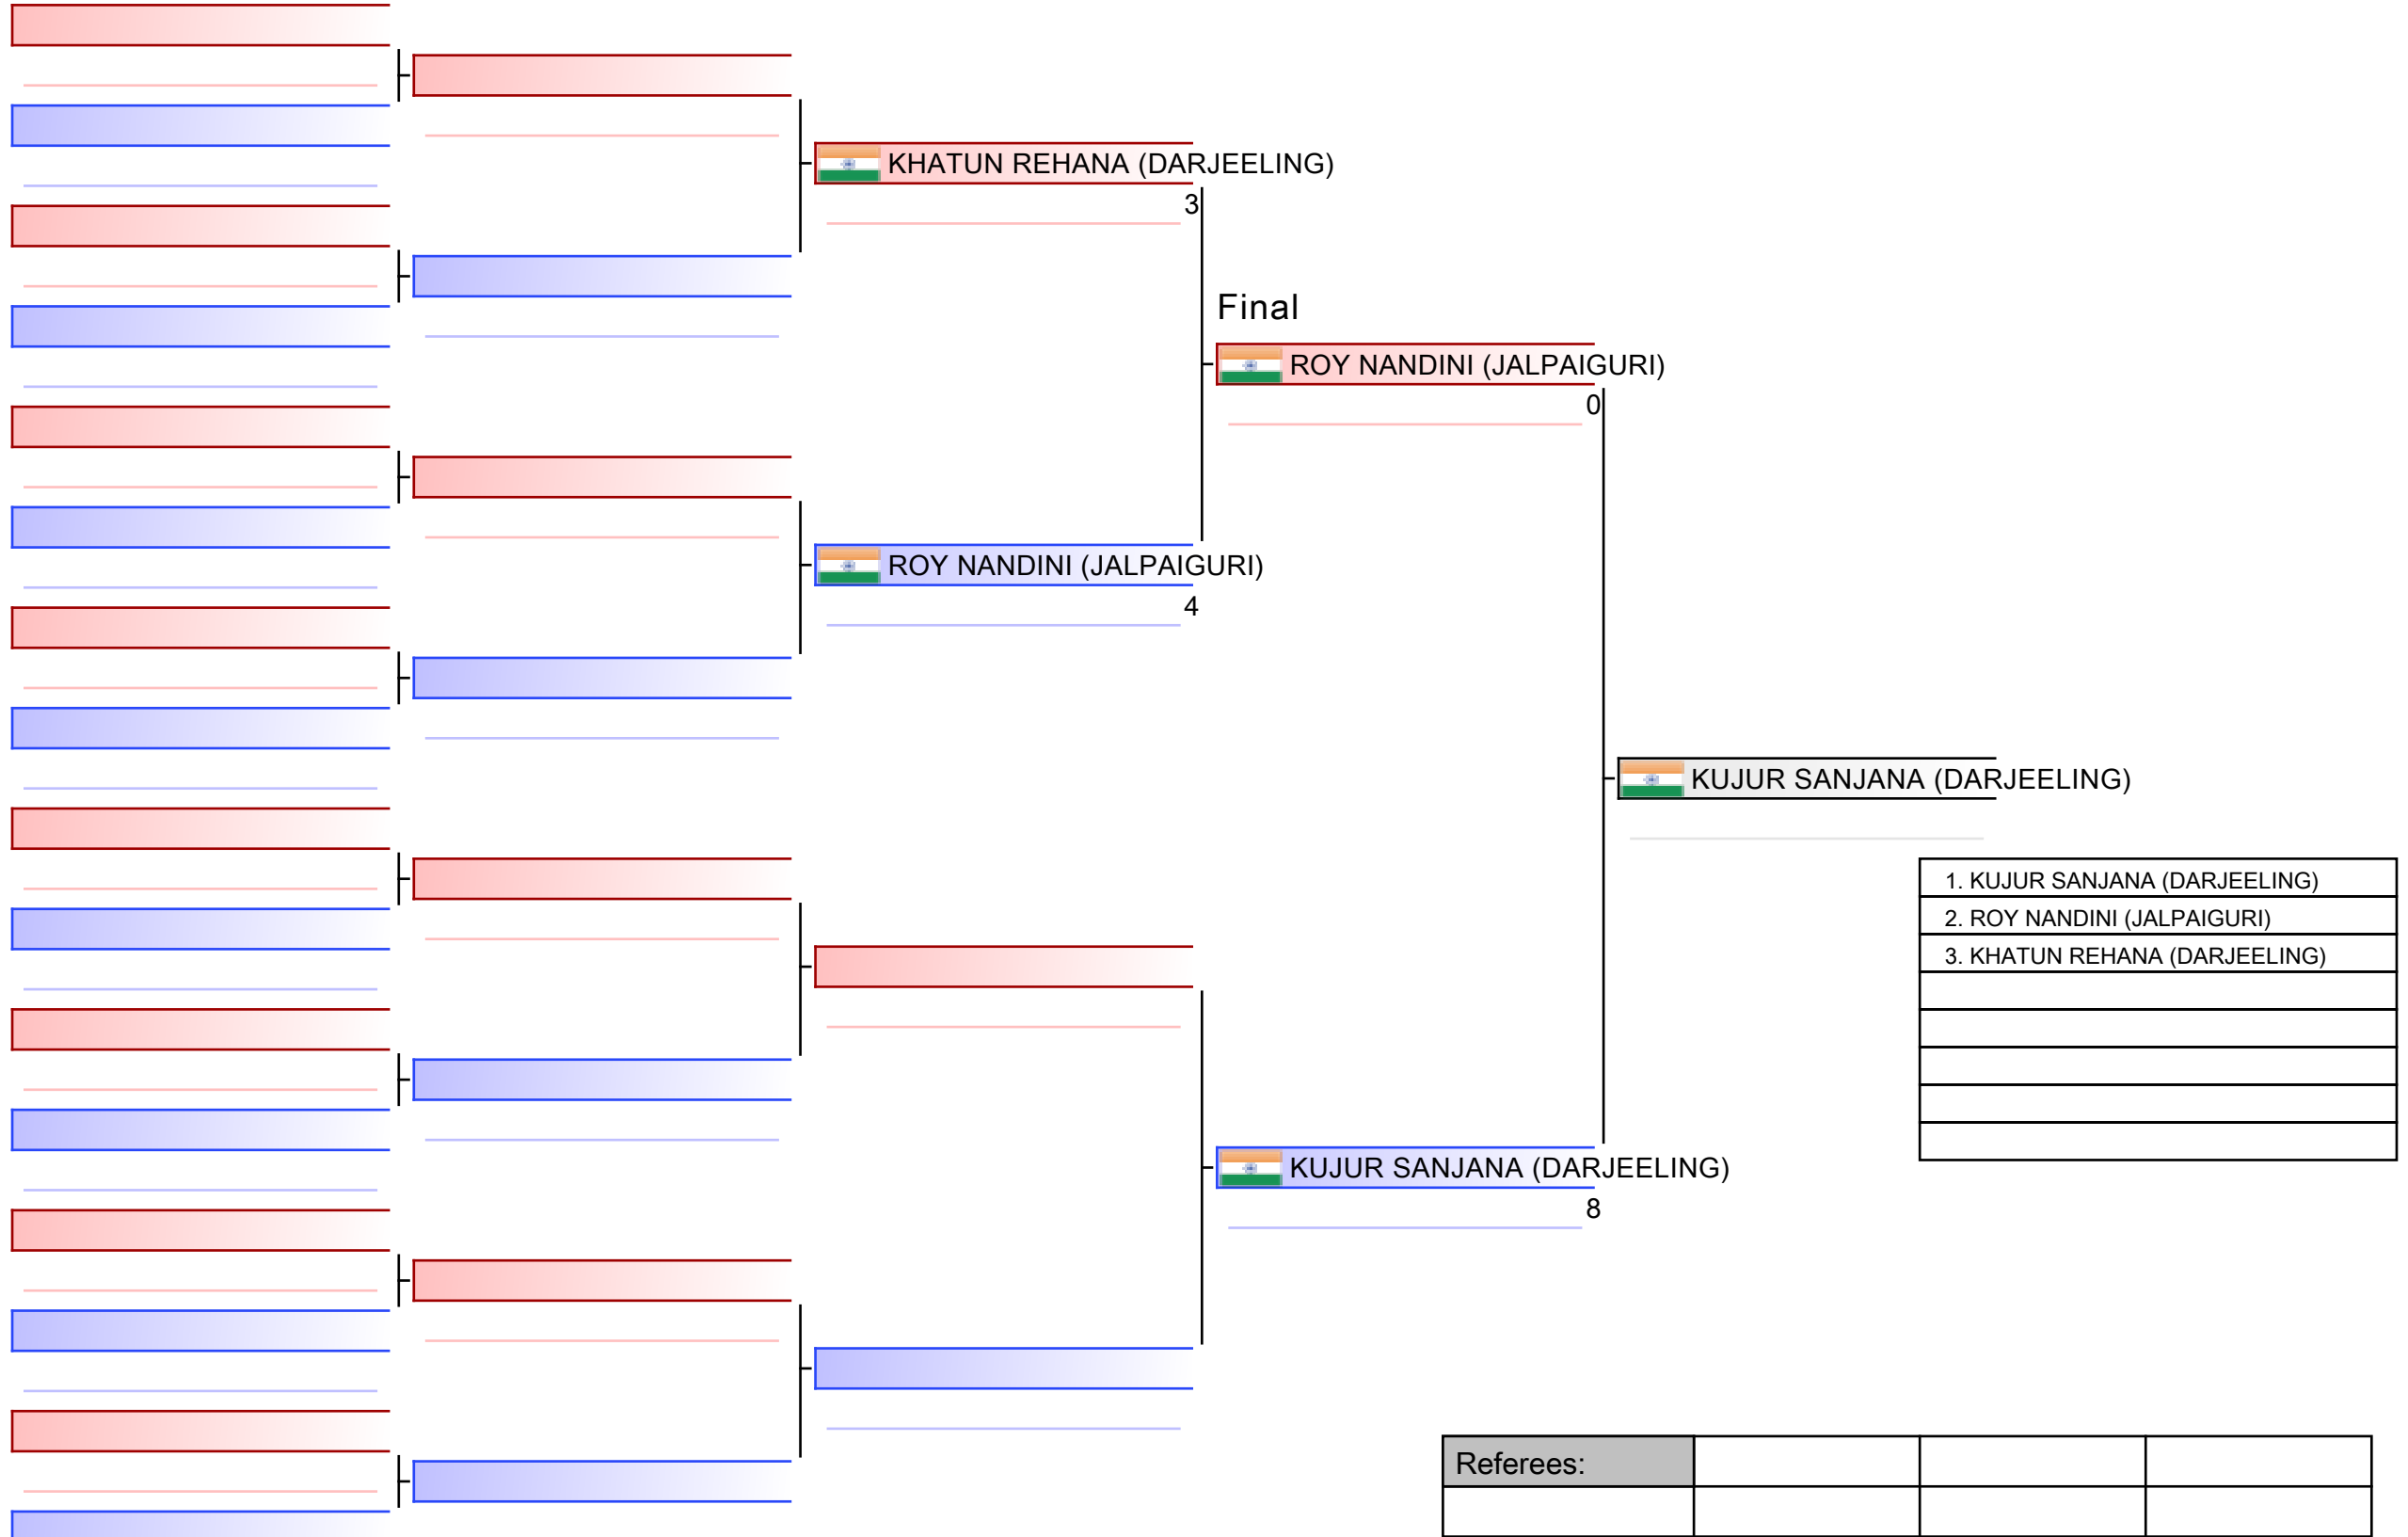 KHATUN REHANA (DARJEELING)
3
Final
ROY NANDINI (JALPAIGURI)
0
ROY NANDINI (JALPAIGURI)
4
KUJUR SANJANA (DARJEELING)
1. KUJUR SANJANA (DARJEELING)
2. ROY NANDINI (JALPAIGURI)
3. KHATUN REHANA (DARJEELING)
KUJUR SANJANA (DARJEELING)
8
Referees: